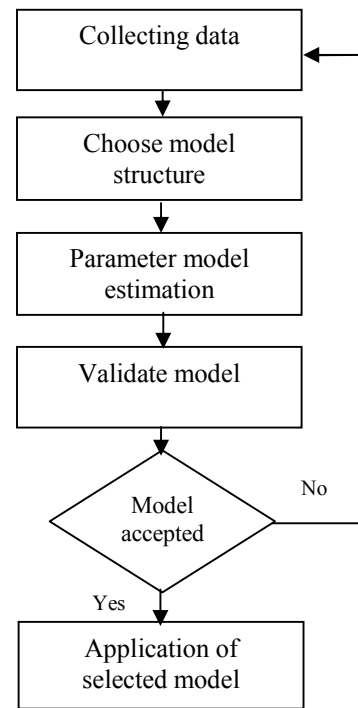 Collecting data
Choose model
structure
Parameter model
estimation
Validate model
Model
accepted
No
Yes
Application of
selected model